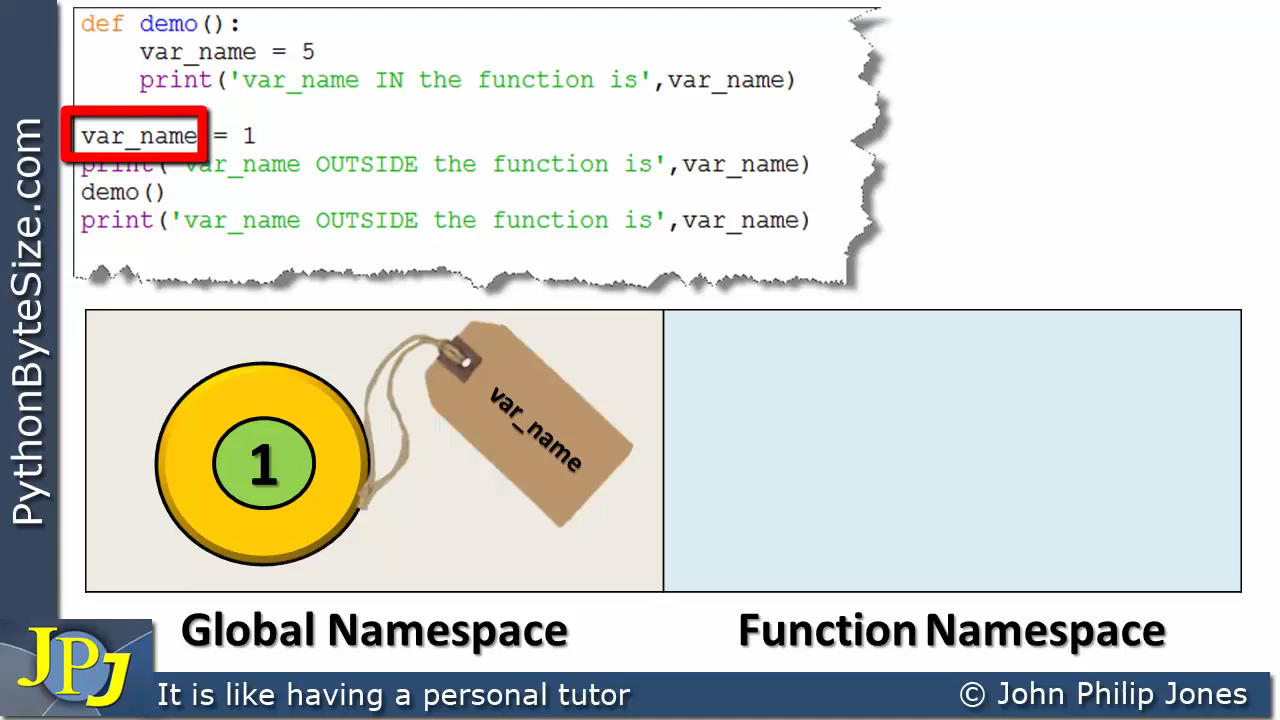 def demo():
    var_name = 5
    print('var_name IN the function is',var_name)
var_name = 1
print('var_name OUTSIDE the function is',var_name)
demo()
print('var_name OUTSIDE the function is',var_name)
PythonByteSize.com
1
var_name
Global Namespace
Function Namespace
JPJ
It is like having a personal tutor
© John Philip Jones